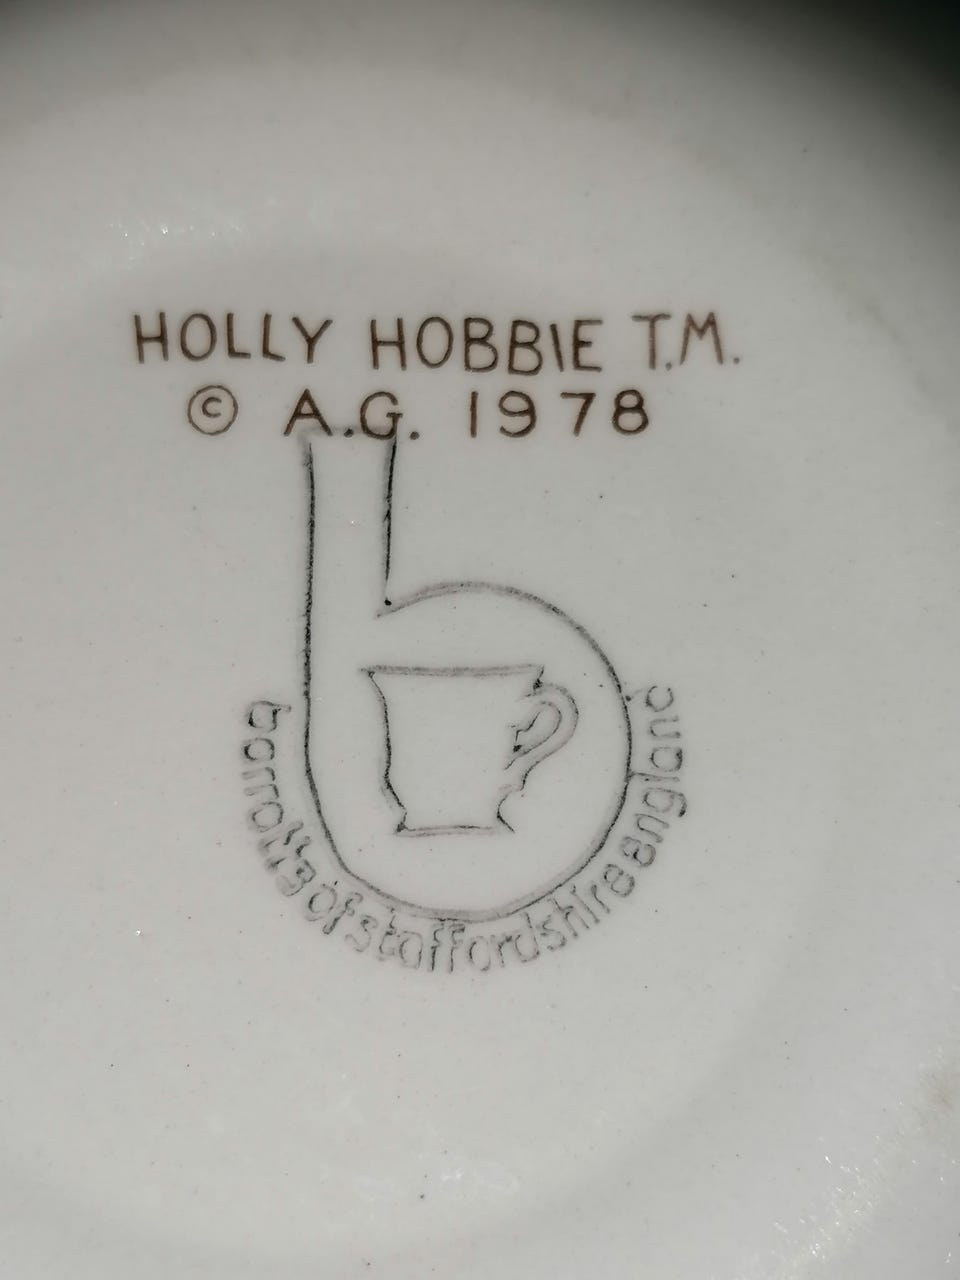 HOLLY HOBBIE T.M.
© A.G. 1978
b
barratts of staffordshire england